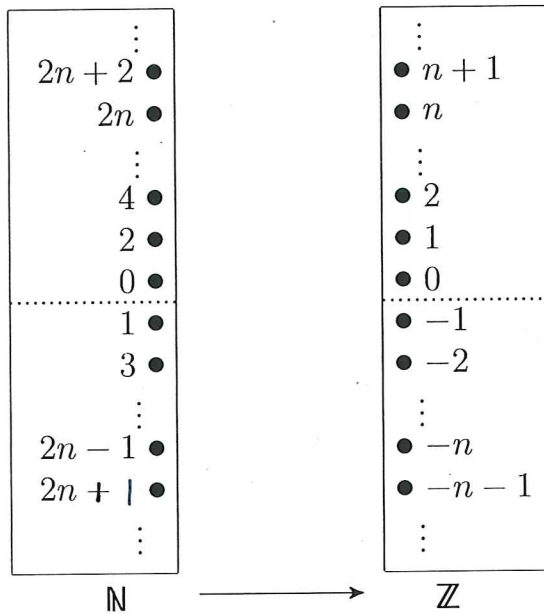 ⋮ ⋮
2n + 2 n + 1
2n n
⋮ ⋮
4 2
2 1
0 0
1 −1
3 −2
⋮ ⋮
2n − 1 −n
2n + 1 −n − 1
⋮ ⋮
ℕ ℤ